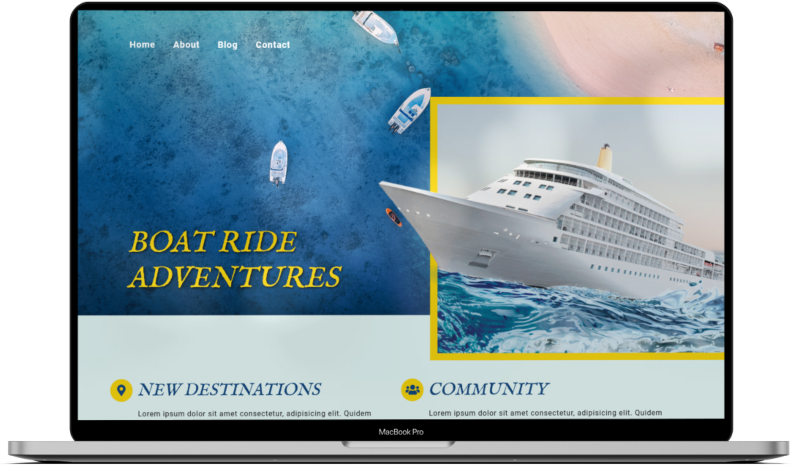 Home About Blog Contact
BOAT RIDE
ADVENTURES
NEW DESTINATIONS
Lorem ipsum dolor sit amet consectetur, adipisicing elit. Quidem
COMMUNITY
Lorem ipsum dolor sit amet consectetur, adipisicing elit. Quidem
MacBook Pro